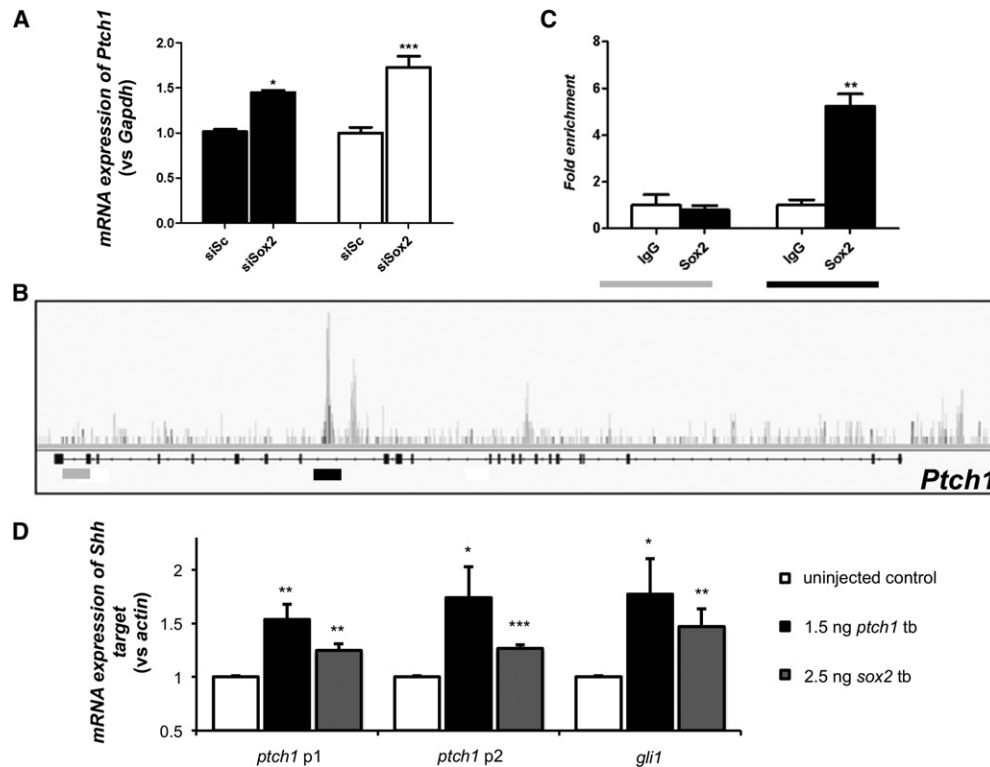 A
mRNA expression of Ptch1
(vs Gapdh)
2.0
1.5
1.0
0.5
0.0
*
***
siSc
siSox2
siSc
siSox2
C
Fold enrichment
8
6
4
2
0
**
IgG
Sox2
IgG
Sox2
B
Ptch1
D
mRNA expression of Shh
target
(vs actin)
2
1.5
1
0.5
**
**
*
***
*
**
ptch1 p1
ptch1 p2
gli1
uninjected control
1.5 ng ptch1 tb
2.5 ng sox2 tb